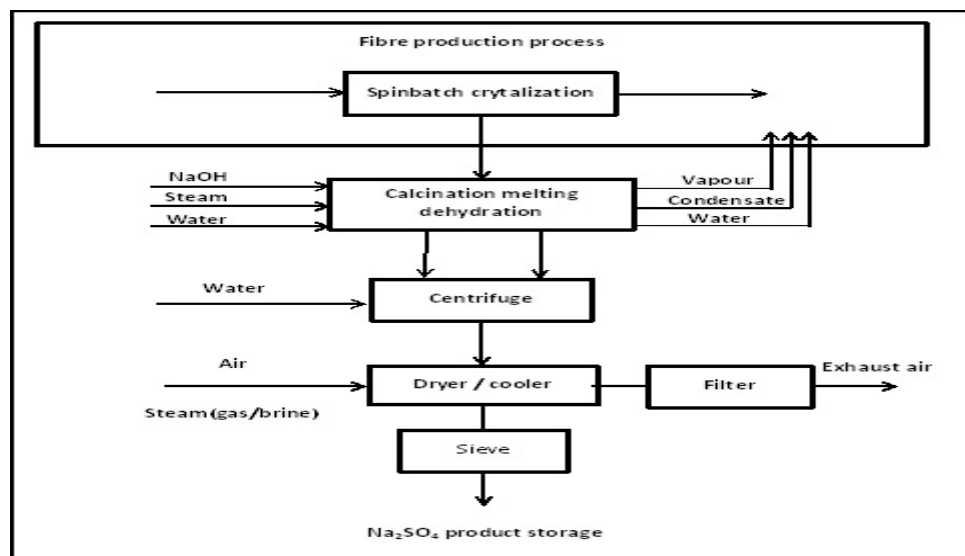 Fibre production process
Spinbatch crytalization
NaOH
Steam
Water
Calcination melting
dehydration
Vapour
Condensate
Water
Water
Centrifuge
Air
Steam(gas/brine)
Dryer / cooler
Filter
Exhaust air
Sieve
Na₂SO₄ product storage